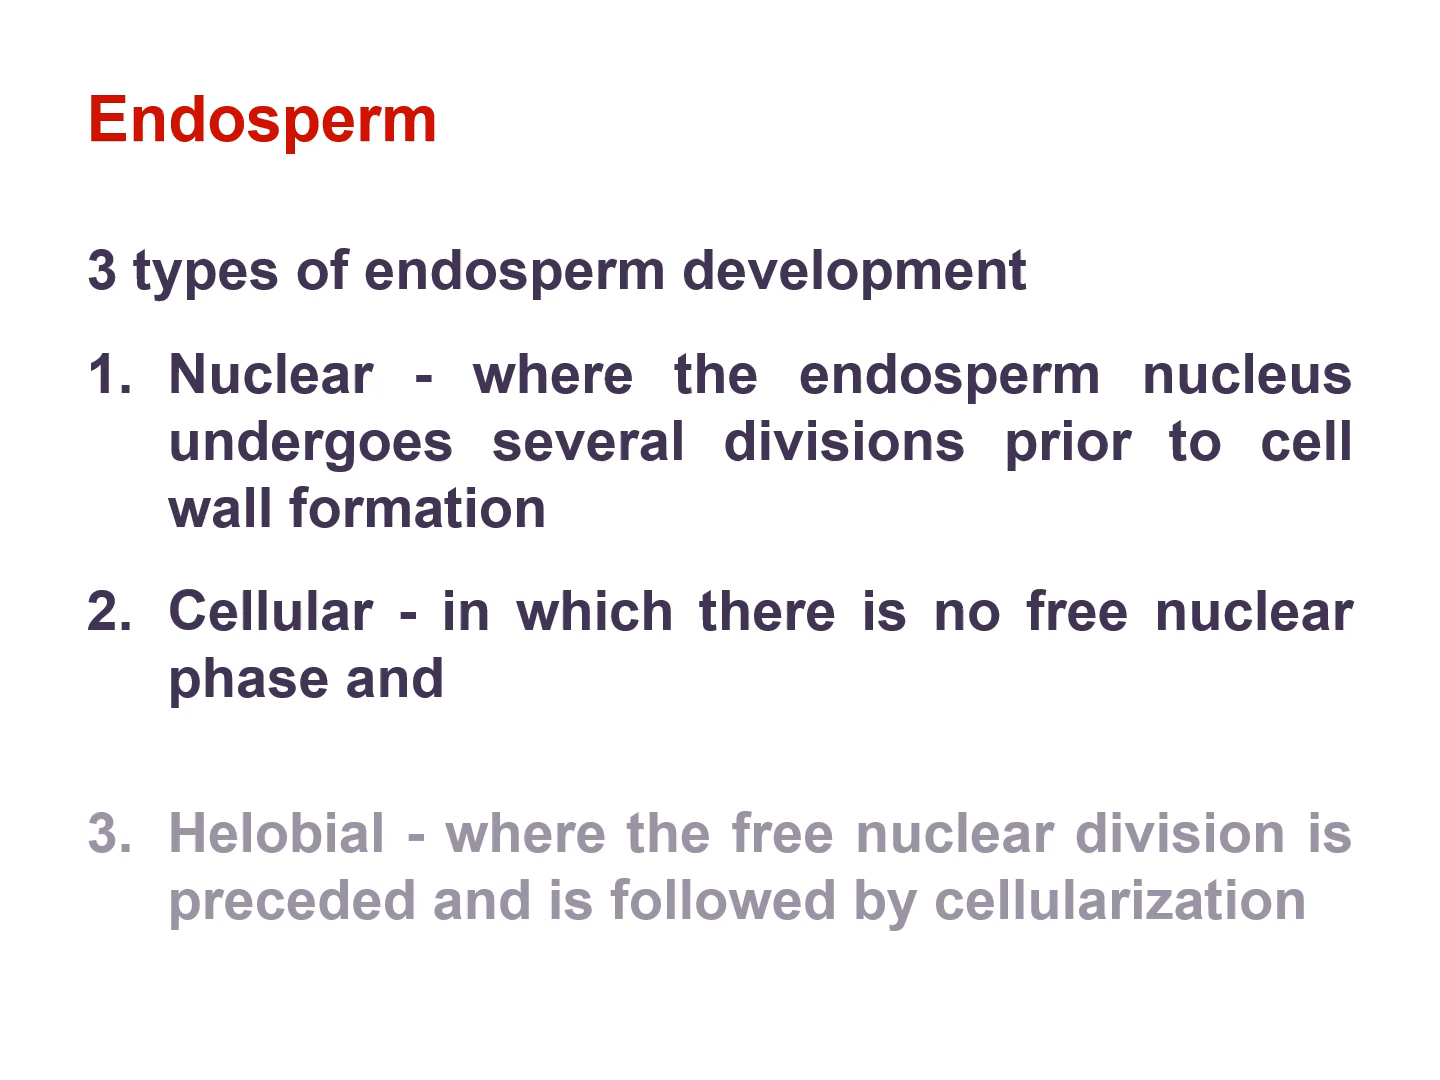 Endosperm
3 types of endosperm development
1. Nuclear - where the endosperm nucleus
undergoes several divisions prior to cell
wall formation
2. Cellular - in which there is no free nuclear
phase and
3. Helobial - where the free nuclear division is
preceded and is followed by cellularization